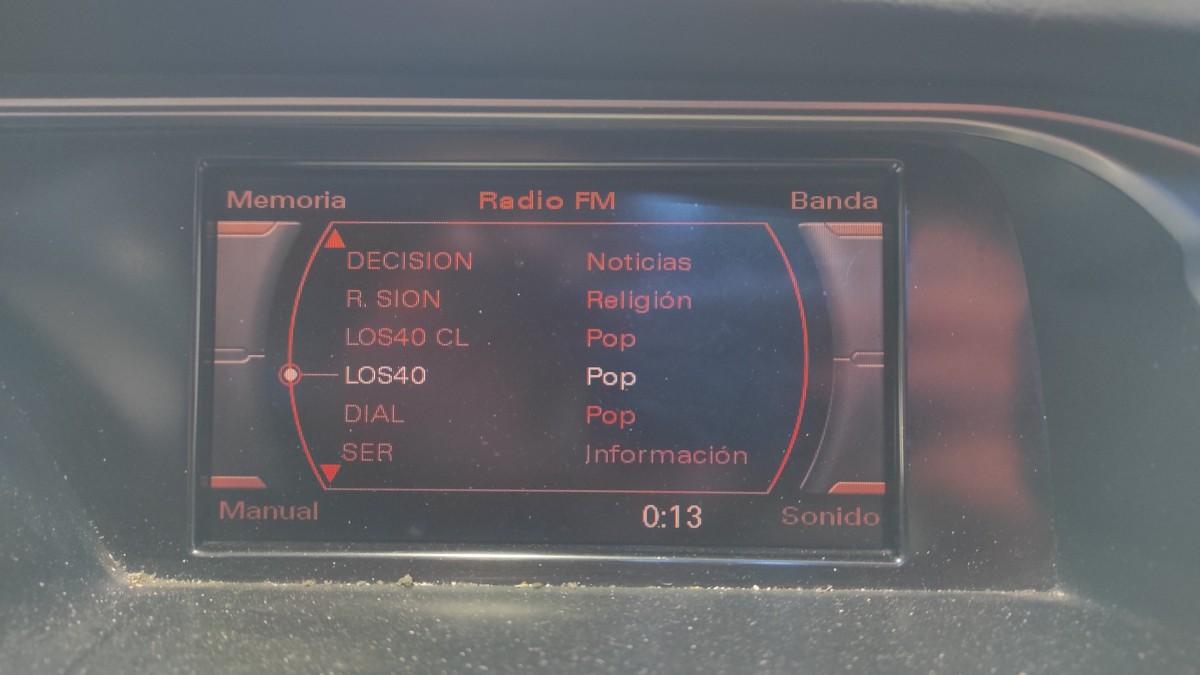 Memoria Radio FM Banda
DECISION Noticias
R. SION Religión
LOS40 CL Pop
LOS40 Pop
DIAL Pop
SER Información
Manual 0:13 Sonido